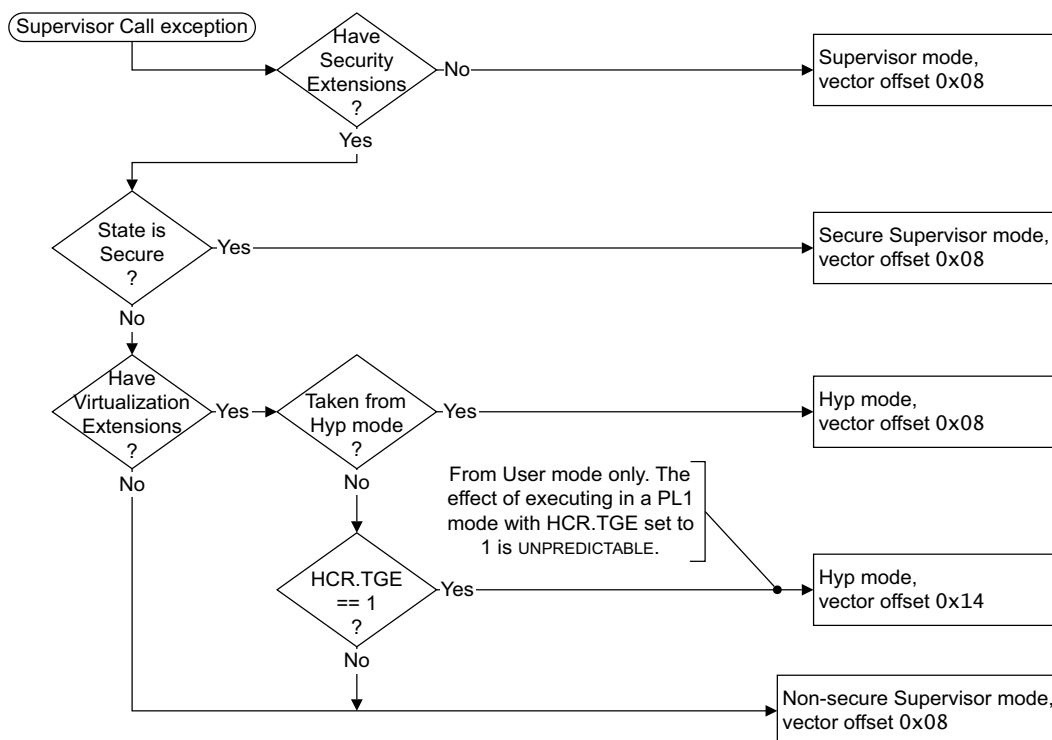 Supervisor Call exception
Have
Security
Extensions
?
No
Supervisor mode,
vector offset 0x08
Yes
State is
Secure
?
Yes
Secure Supervisor mode,
vector offset 0x08
No
Have
Virtualization
Extensions
?
Yes
Taken from
Hyp mode
?
Yes
Hyp mode,
vector offset 0x08
No
No
From User mode only. The
effect of executing in a PL1
mode with HCR.TGE set to
1 is UNPREDICTABLE.
HCR.TGE
== 1
?
Yes
Hyp mode,
vector offset 0x14
No
Non-secure Supervisor mode,
vector offset 0x08